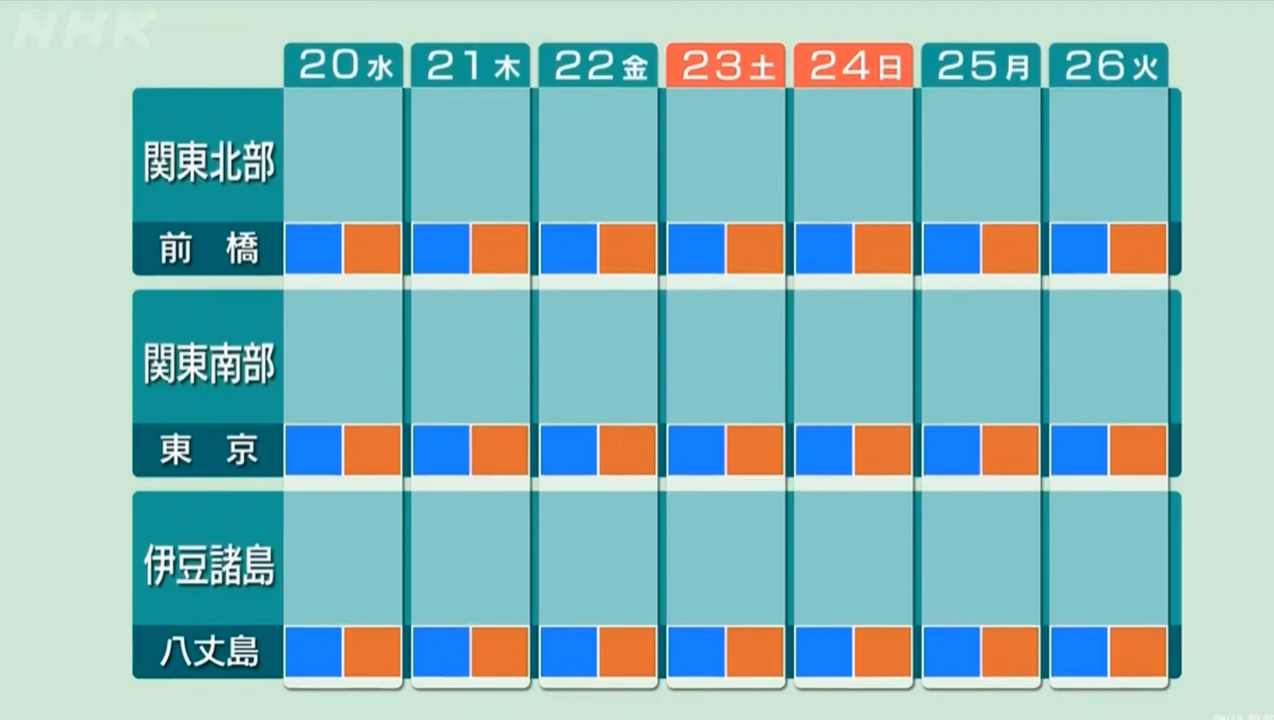 NHK
20水 21木 22金 23土 24日 25月 26火
関東北部
前 橋
関東南部
東 京
伊豆諸島
八丈島